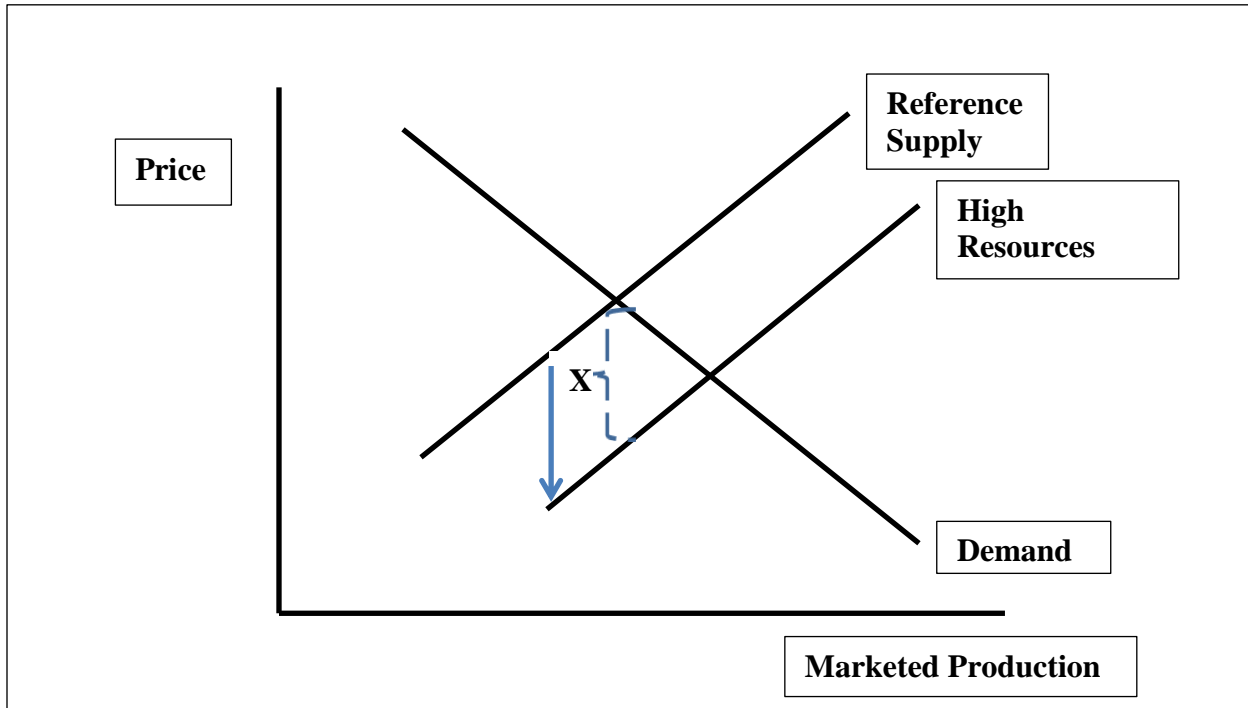 Reference
Supply
Price
High
Resources
X
Demand
Marketed Production